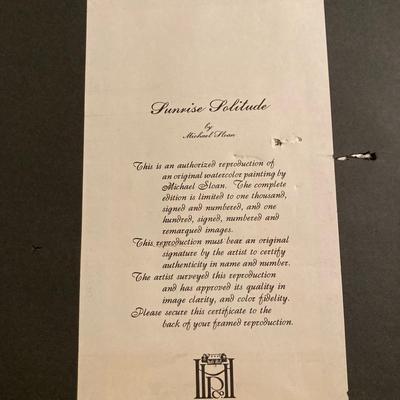 Sunrise Solitude
by
Michael Sloan
This is an authorized reproduction of
an original watercolor painting by
Michael Sloan. The complete
edition is limited to one thousand,
signed and numbered, and one
hundred, signed, numbered and
remarqued images.
This reproduction must bear an original
signature by the artist to certify
authenticity in name and number.
The artist surveyed this reproduction
and has approved its quality in
image clarity, and color fidelity.
Please secure this certificate to the
back of your framed reproduction.